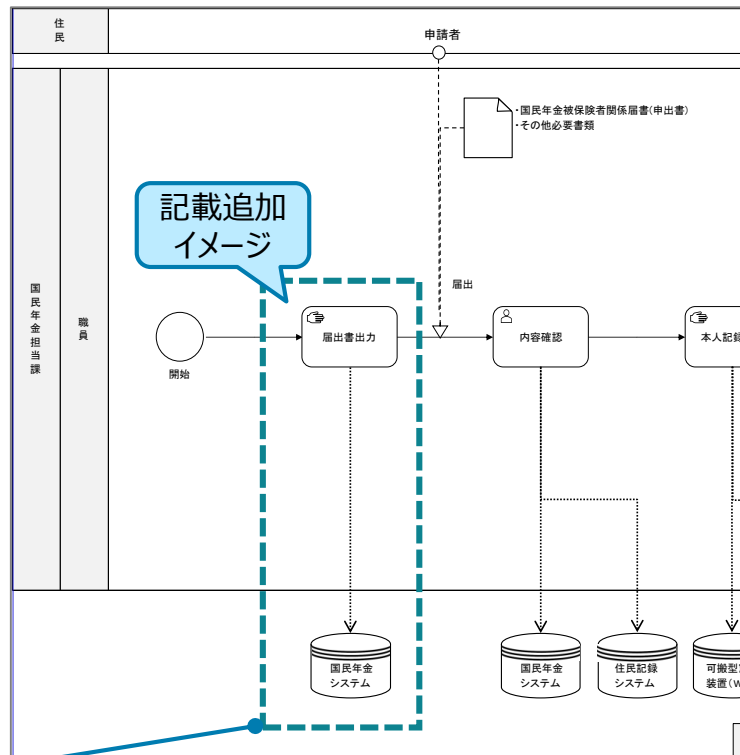 住民
申請者
・国民年金被保険者関係届書(申出書)
・その他必要書類
記載追加
イメージ
国民年金担当課
職員
届出
開始
届出書出力
内容確認
本人記録
国民年金
システム
国民年金
システム
住民記録
システム
可搬型
装置(W